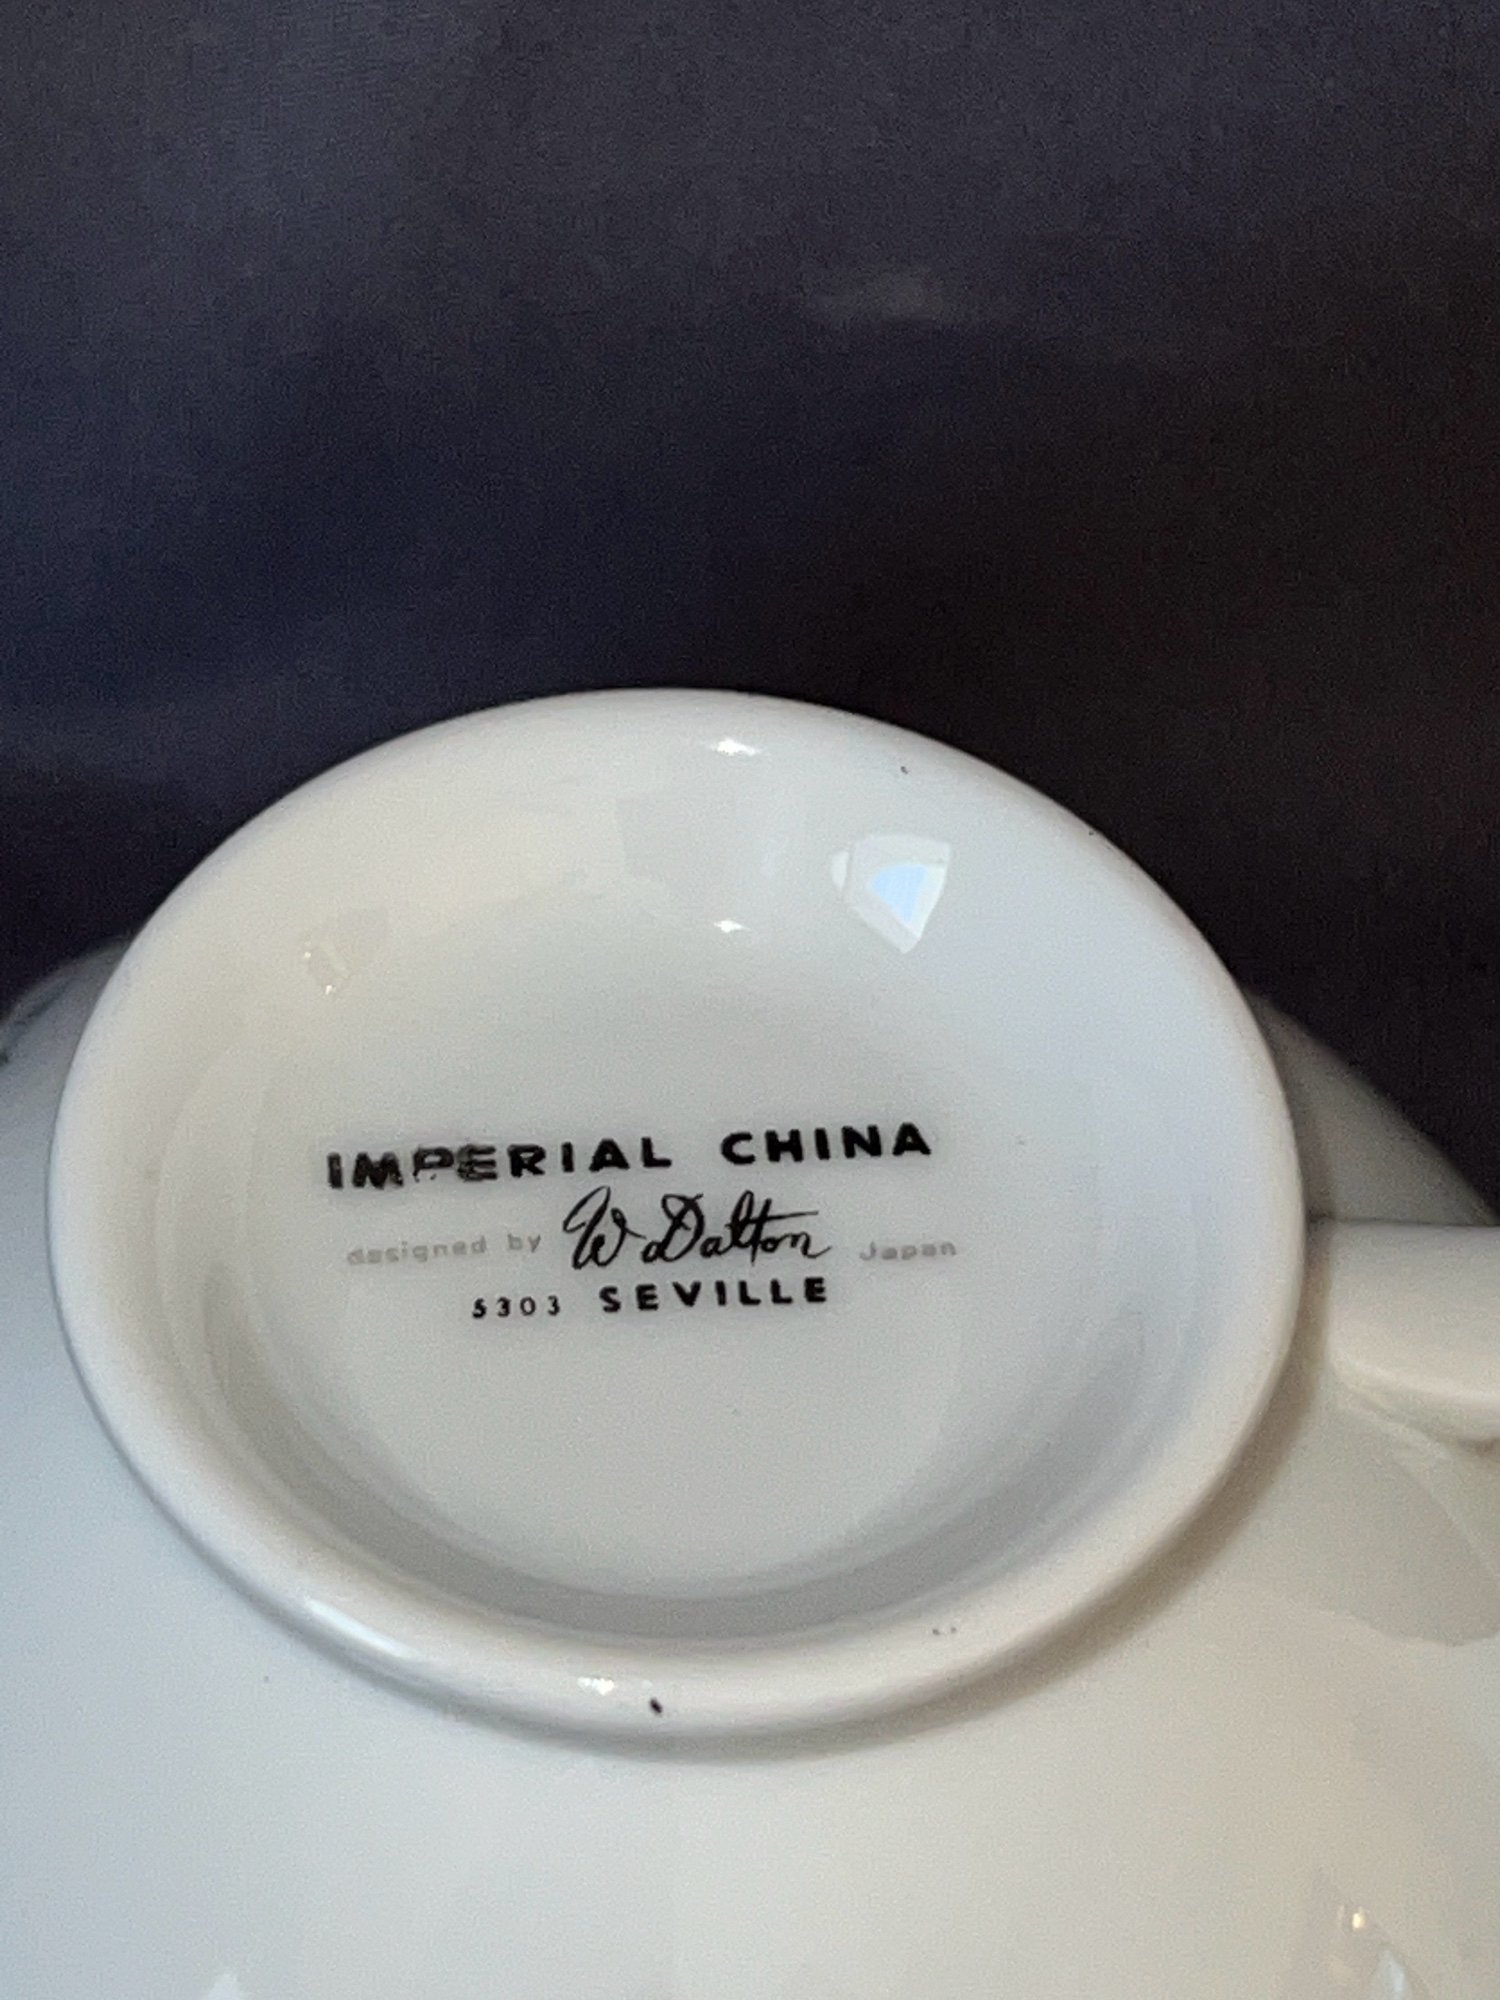 IMPERIAL CHINA
designed by W. Dalton Japan
5303 SEVILLE